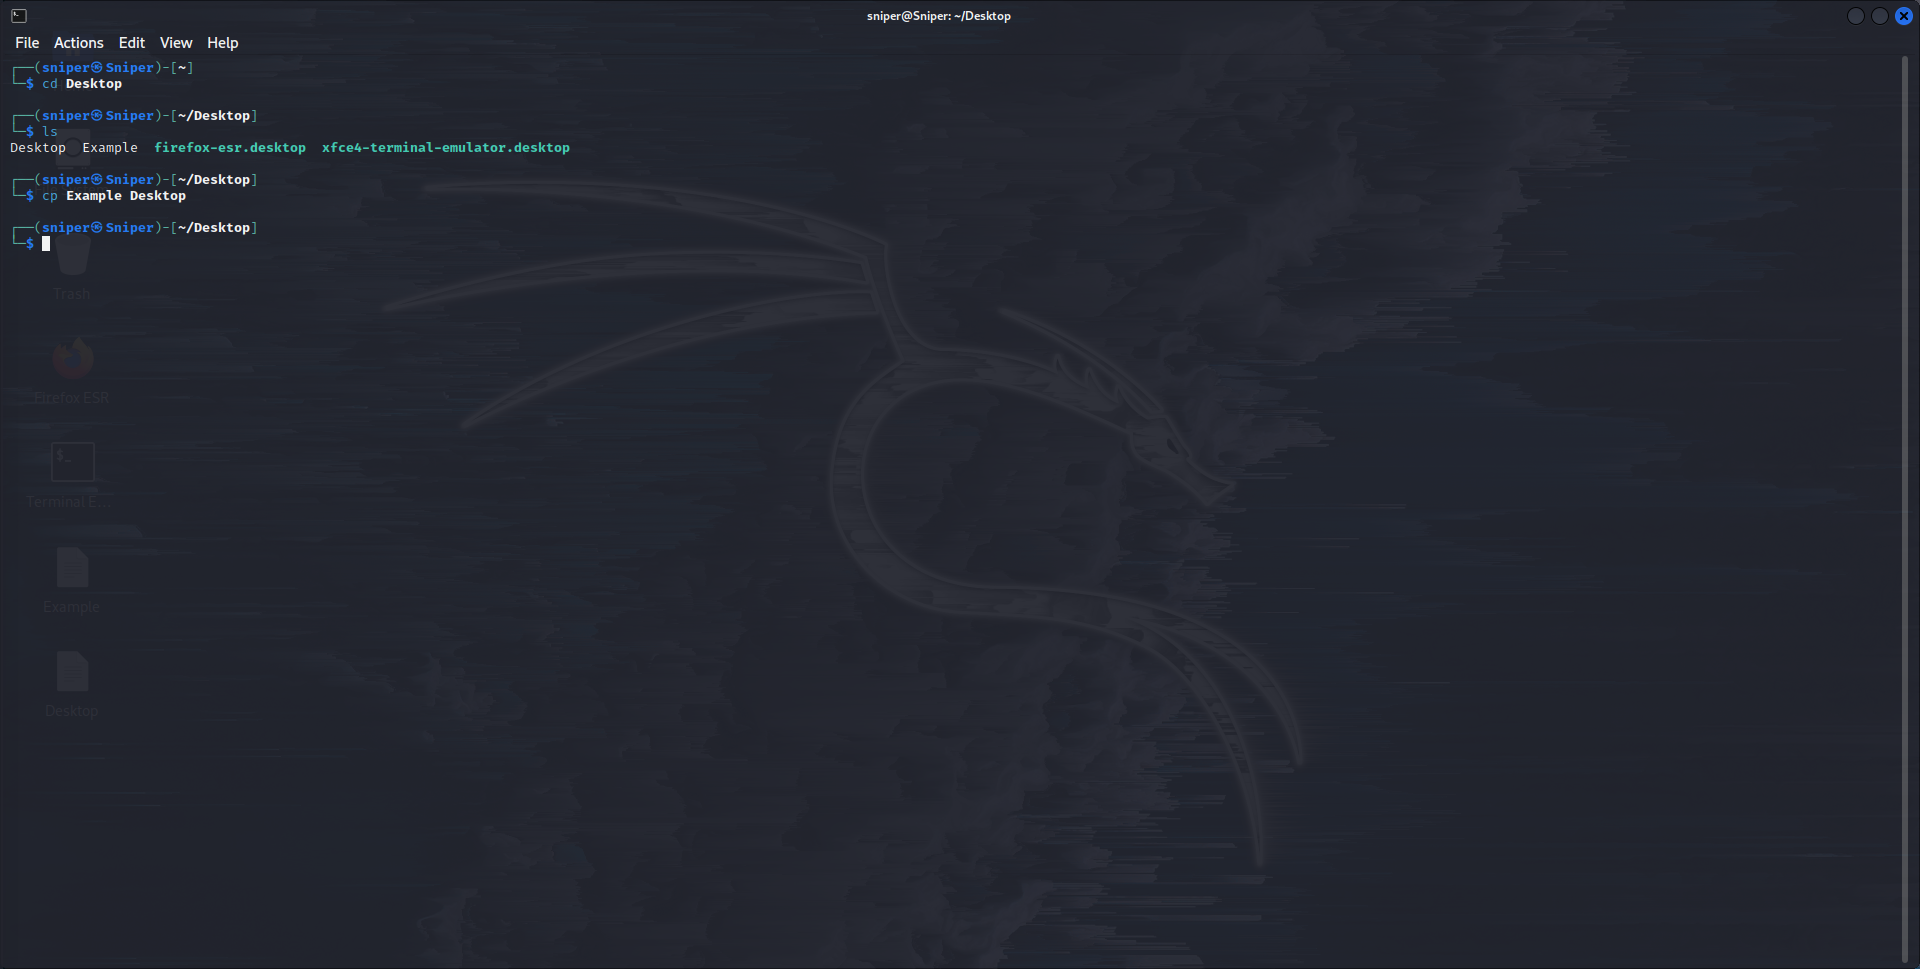 sniper@Sniper: ~/Desktop
File Actions Edit View Help
┌──(sniper㉿Sniper)-[~]
└─$ cd Desktop
┌──(sniper㉿Sniper)-[~/Desktop]
└─$ ls
Desktop Example firefox-esr.desktop xfce4-terminal-emulator.desktop
┌──(sniper㉿Sniper)-[~/Desktop]
└─$ cp Example Desktop
┌──(sniper㉿Sniper)-[~/Desktop]
└─$
Trash
Firefox ESR
$_
Terminal E...
Example
Desktop